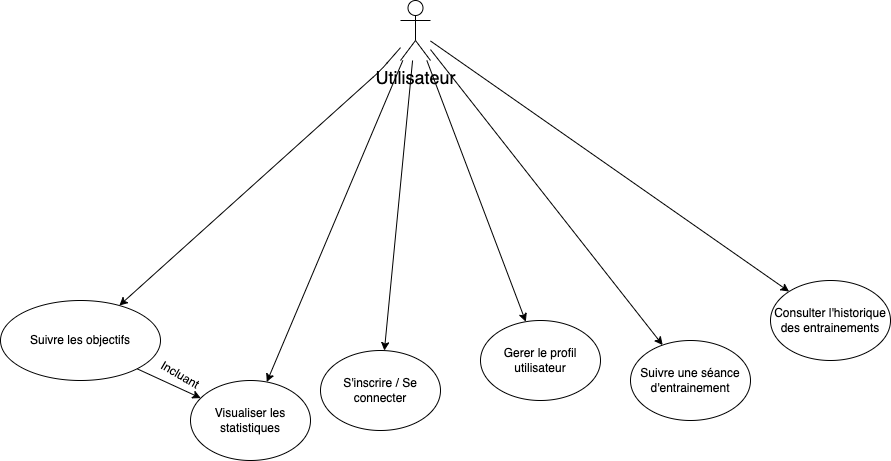 Utilisateur
Suivre les objectifs
Incluant
Visualiser les
statistiques
S'inscrire / Se
connecter
Gerer le profil
utilisateur
Suivre une séance
d'entrainement
Consulter l'historique
des entrainements